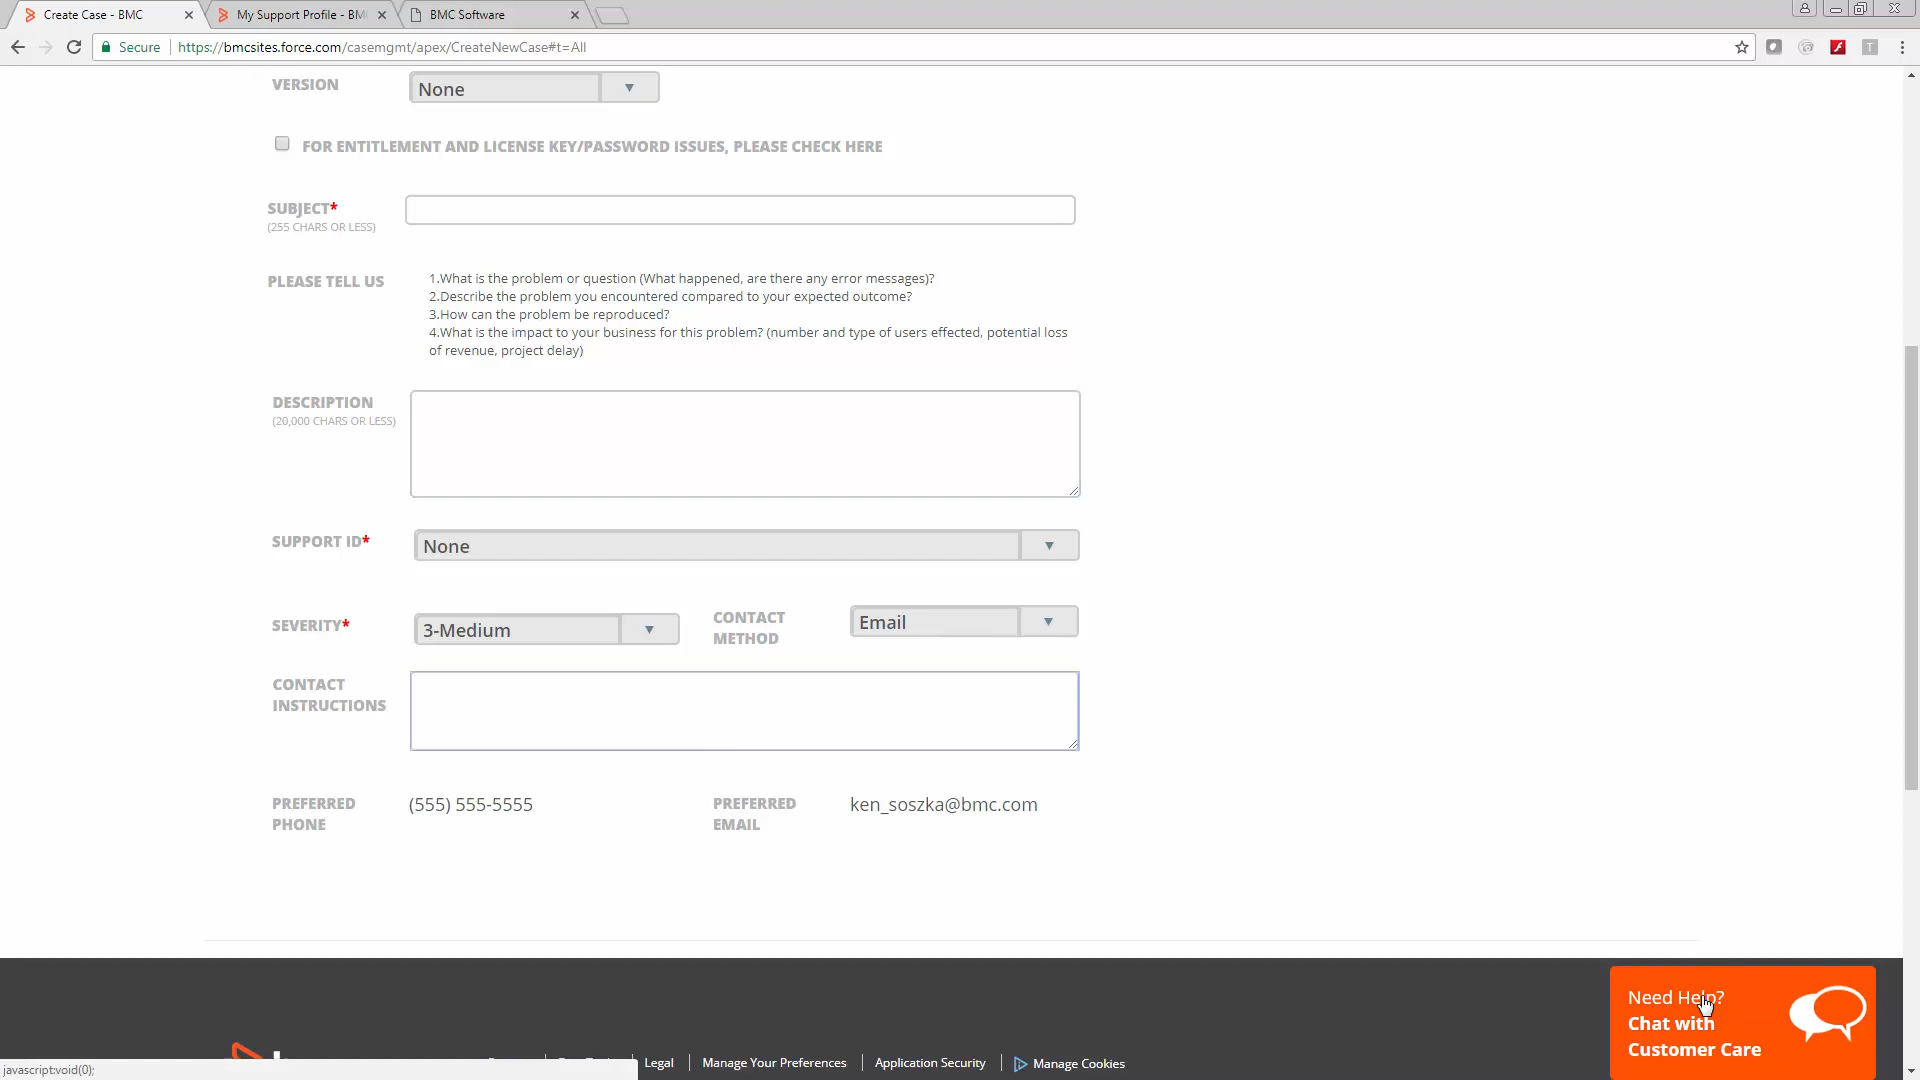 Create Case - BMC
My Support Profile - BM
BMC Software
Secure
https://bmcsites.force.com/casemgmt/apex/CreateNewCase#t=All
VERSION
None
FOR ENTITLEMENT AND LICENSE KEY/PASSWORD ISSUES, PLEASE CHECK HERE
SUBJECT*
(255 CHARS OR LESS)
PLEASE TELL US
1.What is the problem or question (What happened, are there any error messages)?
2.Describe the problem you encountered compared to your expected outcome?
3.How can the problem be reproduced?
4.What is the impact to your business for this problem? (number and type of users effected, potential loss
of revenue, project delay)
DESCRIPTION
(20,000 CHARS OR LESS)
SUPPORT ID*
None
SEVERITY*
3-Medium
CONTACT
METHOD
Email
CONTACT
INSTRUCTIONS
PREFERRED
PHONE
(555) 555-5555
PREFERRED
EMAIL
ken_soszka@bmc.com
Need Help?
Chat with
Customer Care
Legal
Manage Your Preferences
Application Security
Manage Cookies
javascript:void(0);